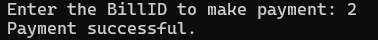 Enter the BillID to make payment: 2
Payment successful.